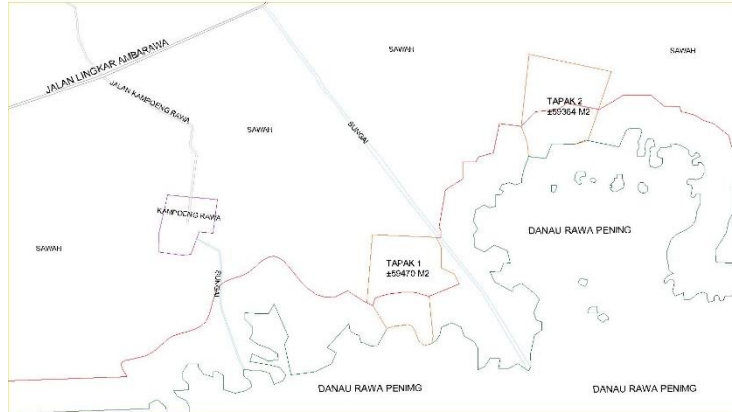 SAWAH
SAWAH
JALAN LINGKAR AMBARAWA
JALAN KAMPOENG RAWA
TAPAK 2
±59364 M2
SAWAH
SUNGAI
KAMPOENG RAWA
DANAU RAWA PENING
SAWAH
TAPAK 1
±59470 M2
SUNGAI
DANAU RAWA PENIMG
DANAU RAWA PENIMG